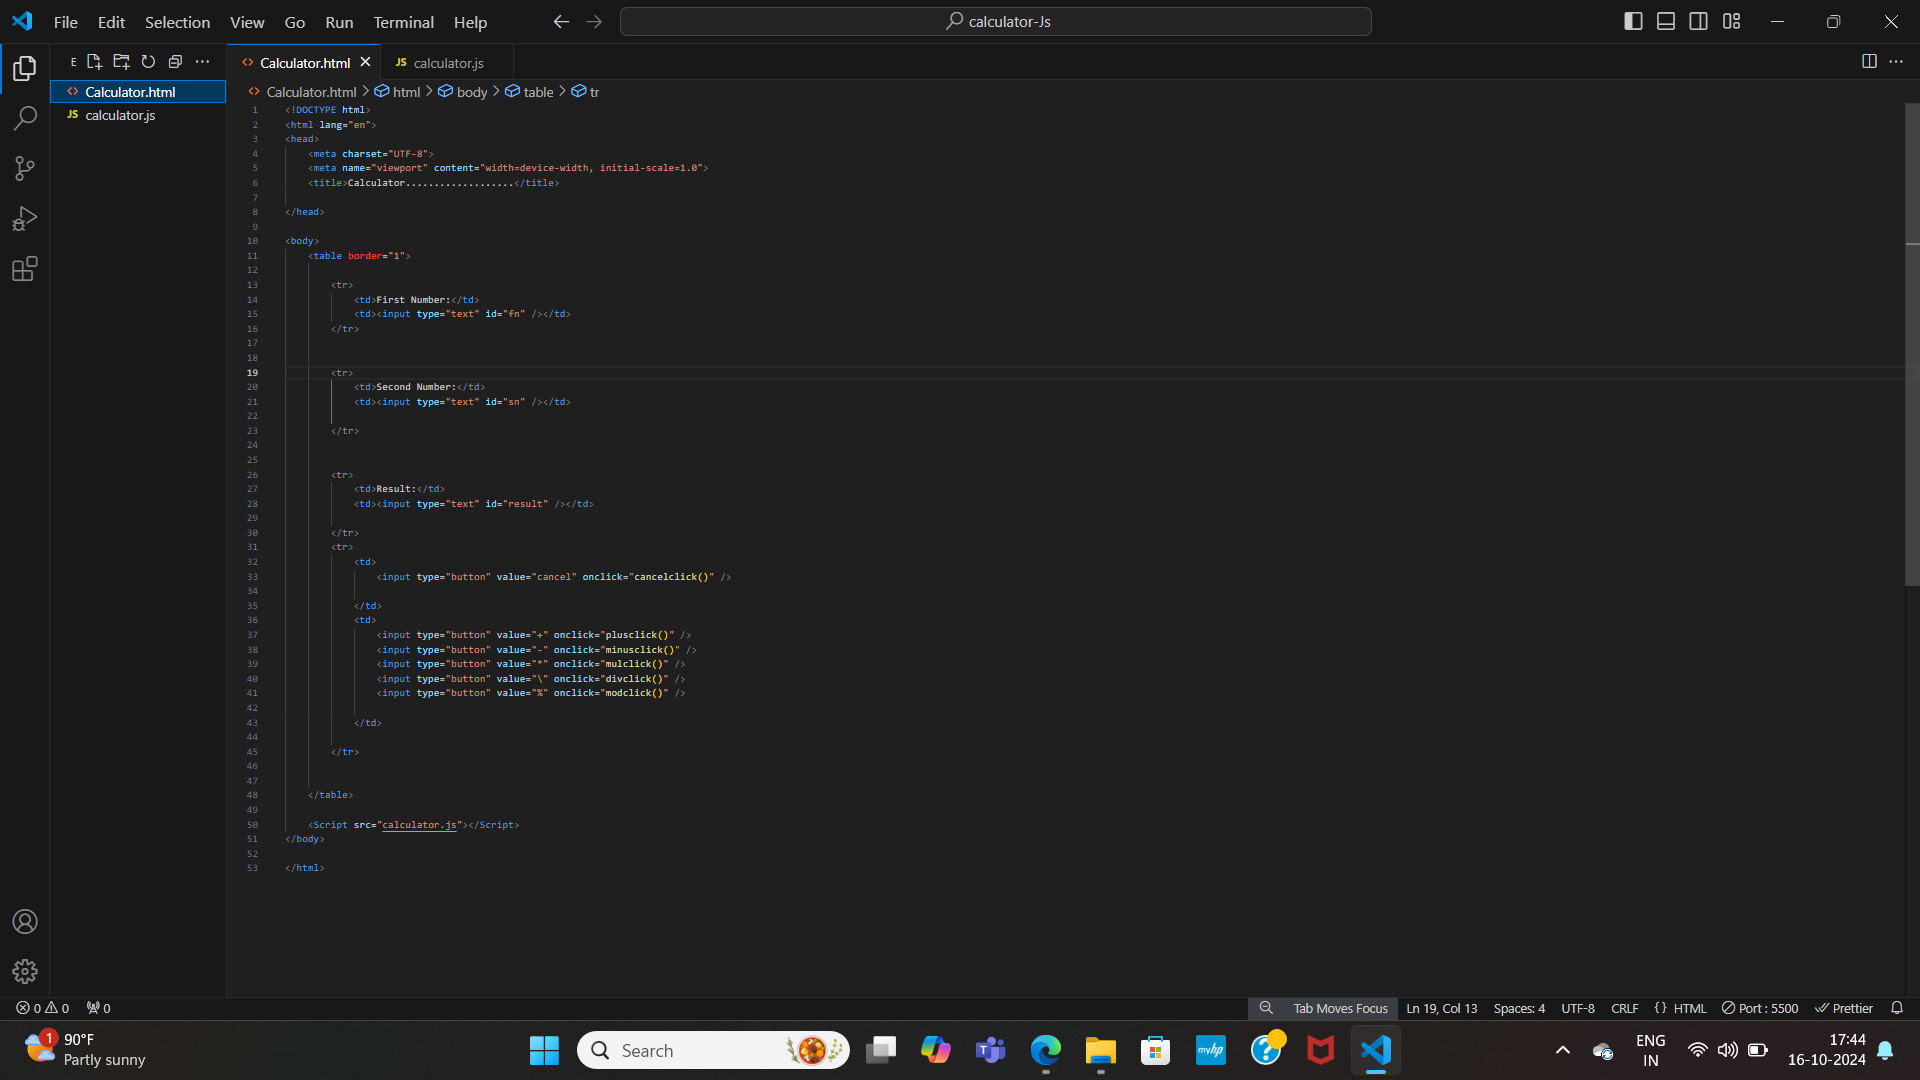 File Edit Selection View Go Run Terminal Help
calculator-Js
E
Calculator.html
JS calculator.js
Calculator.html
JS calculator.js
Calculator.html > html > body > table > tr
1 <!DOCTYPE html>
2 <html lang="en">
3 <head>
4 <meta charset="UTF-8">
5 <meta name="viewport" content="width=device-width, initial-scale=1.0">
6 <title>Calculator...................</title>
7
8 </head>
9
10 <body>
11 <table border="1">
12
13 <tr>
14 <td>First Number:</td>
15 <td><input type="text" id="fn" /></td>
16 </tr>
17
18
19 <tr>
20 <td>Second Number:</td>
21 <td><input type="text" id="sn" /></td>
22
23 </tr>
24
25
26 <tr>
27 <td>Result:</td>
28 <td><input type="text" id="result" /></td>
29
30 </tr>
31 <tr>
32 <td>
33 <input type="button" value="cancel" onclick="cancelclick()" />
34
35 </td>
36 <td>
37 <input type="button" value="+" onclick="plusclick()" />
38 <input type="button" value="-" onclick="minusclick()" />
39 <input type="button" value="*" onclick="mulclick()" />
40 <input type="button" value="\" onclick="divclick()" />
41 <input type="button" value="%" onclick="modclick()" />
42
43 </td>
44
45 </tr>
46
47
48 </table>
49
50 <Script src="calculator.js"></Script>
51 </body>
52
53 </html>
0 0 0
Tab Moves Focus Ln 19, Col 13 Spaces: 4 UTF-8 CRLF {} HTML Port : 5500 Prettier
1
90°F
Partly sunny
Search
myhp
?
ENG
IN
17:44
16-10-2024